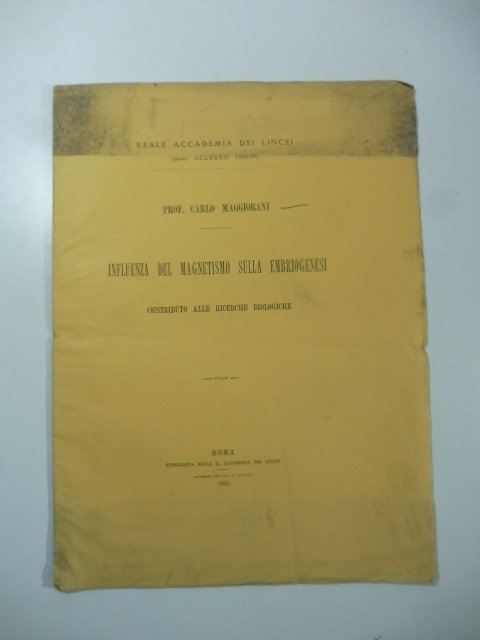 REALE ACCADEMIA DEI LINCEI
PROF. CARLO MAGGIORANI
INFLUENZA DEL MAGNETISMO SULLA EMBRIOGENESI
CONTRIBUTO ALLE RICERCHE BIOLOGICHE
ROMA
TIPOGRAFIA DELLA R. ACCADEMIA DEI LINCEI